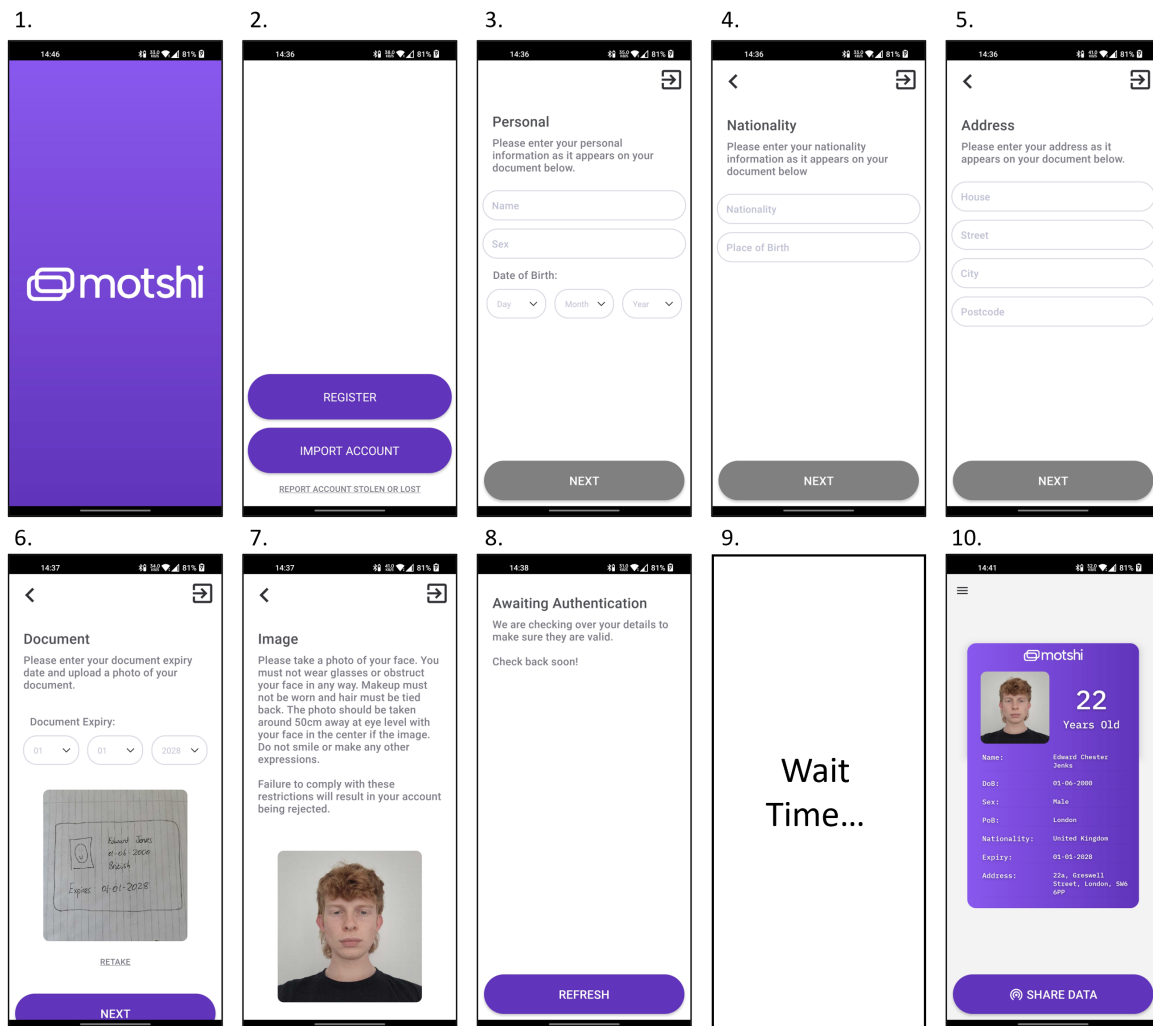 1.
14:46
81%
motshi
2.
14:36
81%
REGISTER
IMPORT ACCOUNT
REPORT ACCOUNT STOLEN OR LOST
3.
14:36
81%
Personal
Please enter your personal
information as it appears on your
document below.
Name
Sex
Date of Birth:
Day
Month
Year
NEXT
4.
14:36
81%
Nationality
Please enter your nationality
information as it appears on your
document below
Nationality
Place of Birth
NEXT
5.
14:36
81%
Address
Please enter your address as it
appears on your document below.
House
Street
City
Postcode
NEXT
6.
14:37
81%
Document
Please enter your document expiry
date and upload a photo of your
document.
Document Expiry:
01
01
2028
Edward
01-06-2000
British
Expires 01-01-2028
RETAKE
NEXT
7.
14:37
81%
Image
Please take a photo of your face. You
must not wear glasses or obstruct
your face in any way. Makeup must
not be worn and hair must be tied
back. The photo should be taken
around 50cm away at eye level with
your face in the center if the image.
Do not smile or make any other
expressions.
Failure to comply with these
restrictions will result in your account
being rejected.
8.
14:38
81%
Awaiting Authentication
We are checking over your details to
make sure they are valid.
Check back soon!
REFRESH
9.
Wait
Time...
10.
14:41
81%
motshi
22
Years Old
Name: Edward Chester
Jenks
DoB: 01-06-2000
Sex: Male
PoB: London
Nationality: United Kingdom
Expiry: 01-01-2028
Address: 22a, Greswell
Street, London, SW6
6PP
SHARE DATA